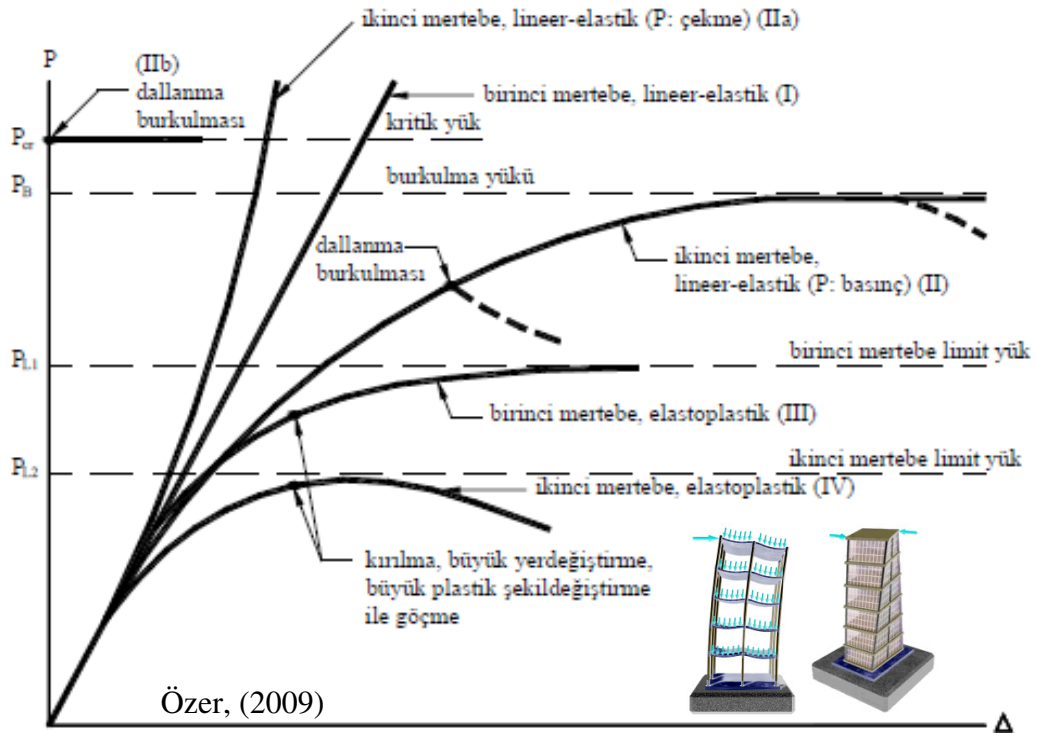 ikinci mertebe, lineer-elastik (P: çekme) (IIa)
P
(IIb)
dallanma
burkulması
birinci mertebe, lineer-elastik (I)
kritik yük
Pcr
PB
burkulma yükü
dallanma
burkulması
ikinci mertebe,
lineer-elastik (P: basınç) (II)
PL1
birinci mertebe limit yük
birinci mertebe, elastoplastik (III)
PL2
ikinci mertebe limit yük
ikinci mertebe, elastoplastik (IV)
kırılma, büyük yerdeğiştirme,
büyük plastik şekildeğiştirme
ile göçme
Özer, (2009)
Δ